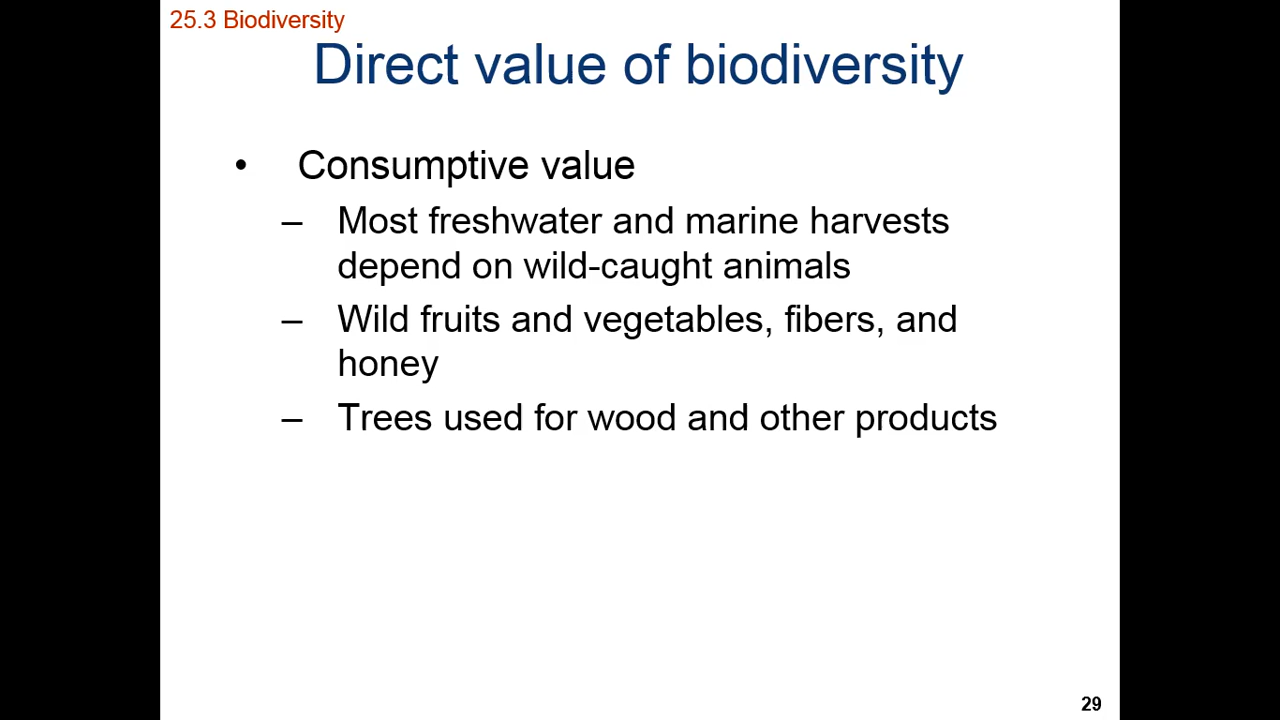 25.3 Biodiversity
Direct value of biodiversity
• Consumptive value
– Most freshwater and marine harvests
depend on wild-caught animals
– Wild fruits and vegetables, fibers, and
honey
– Trees used for wood and other products
29